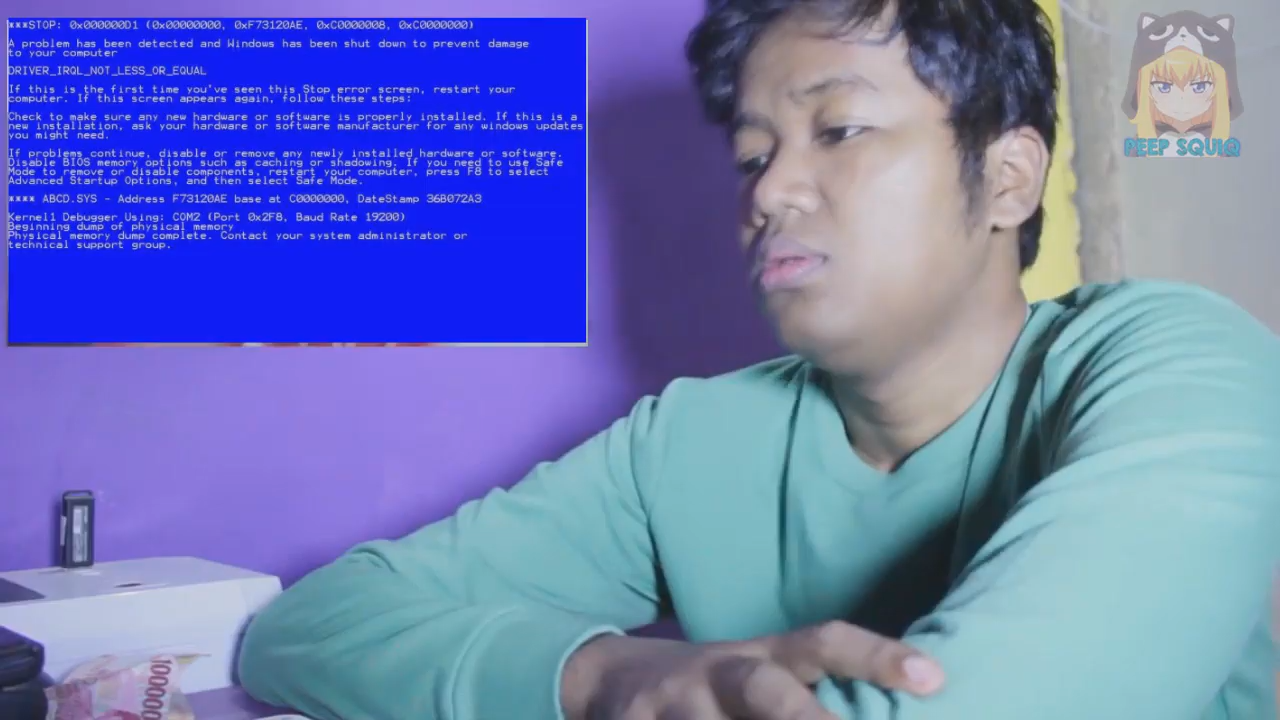 ***STOP: 0x000000D1 (0x00000000, 0xF73120AE, 0xC0000008, 0xC0000000)
A problem has been detected and Windows has been shut down to prevent damage
to your computer
DRIVER_IRQL_NOT_LESS_OR_EQUAL
If this is the first time you've seen this Stop error screen, restart your
computer. If this screen appears again, follow these steps:
Check to make sure any new hardware or software is properly installed. If this is a
new installation, ask your hardware or software manufacturer for any windows updates
you might need.
If problems continue, disable or remove any newly installed hardware or software.
Disable BIOS memory options such as caching or shadowing. If you need to use Safe
Mode to remove or disable components, restart your computer, press F8 to select
Advanced Startup Options, and then select Safe Mode.
**** ABCD.SYS - Address F73120AE base at C0000000, DateStamp 36B072A3
Kernel1 Debugger Using: COM2 (Port 0x2F8, Baud Rate 19200)
Beginning dump of physical memory
Physical memory dump complete. Contact your system administrator or
technical support group.
PEEP SQUIQ
100000